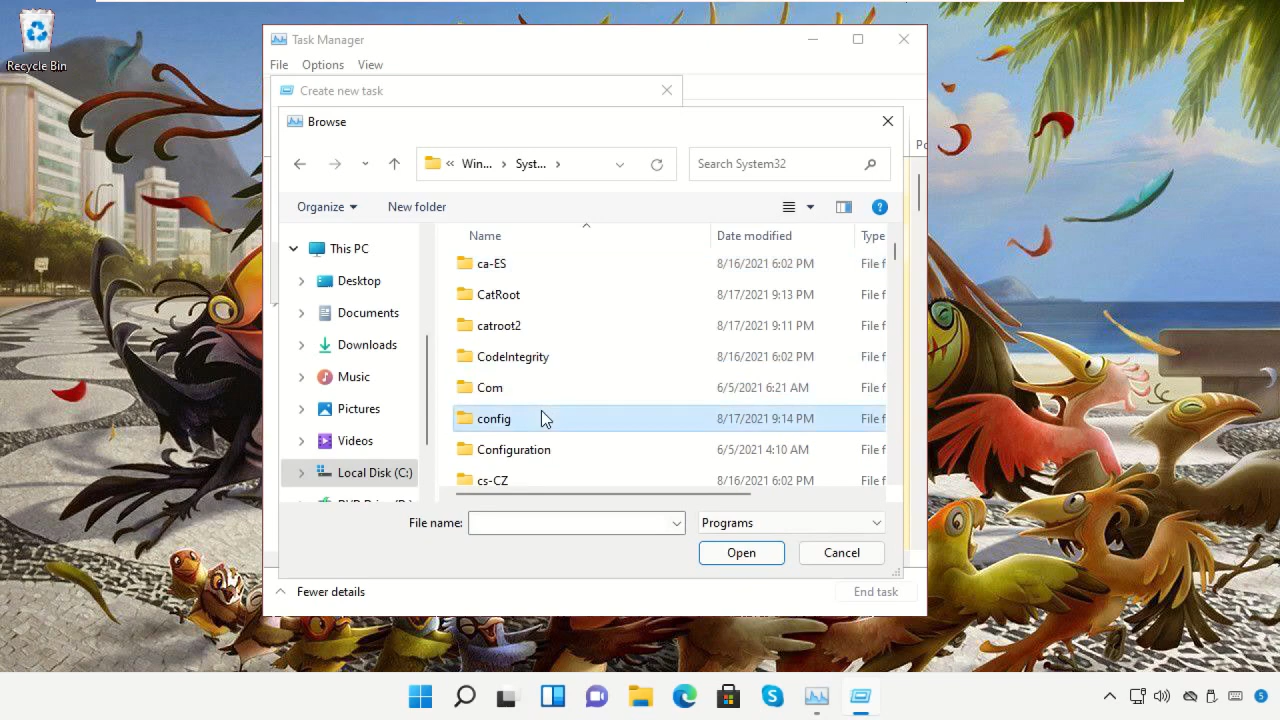 Recycle Bin
Task Manager
File Options View
Create new task
Browse
« Win... › Syst... ›
Search System32
Organize New folder
Name Date modified Type
This PC
Desktop
Documents
Downloads
Music
Pictures
Videos
Local Disk (C:)
ca-ES 8/16/2021 6:02 PM File f
CatRoot 8/17/2021 9:13 PM File f
catroot2 8/17/2021 9:11 PM File f
CodeIntegrity 8/16/2021 6:02 PM File f
Com 6/5/2021 6:21 AM File f
config 8/17/2021 9:14 PM File f
Configuration 6/5/2021 4:10 AM File f
cs-CZ 8/16/2021 6:02 PM File f
File name: Programs
Open Cancel
Fewer details End task
5